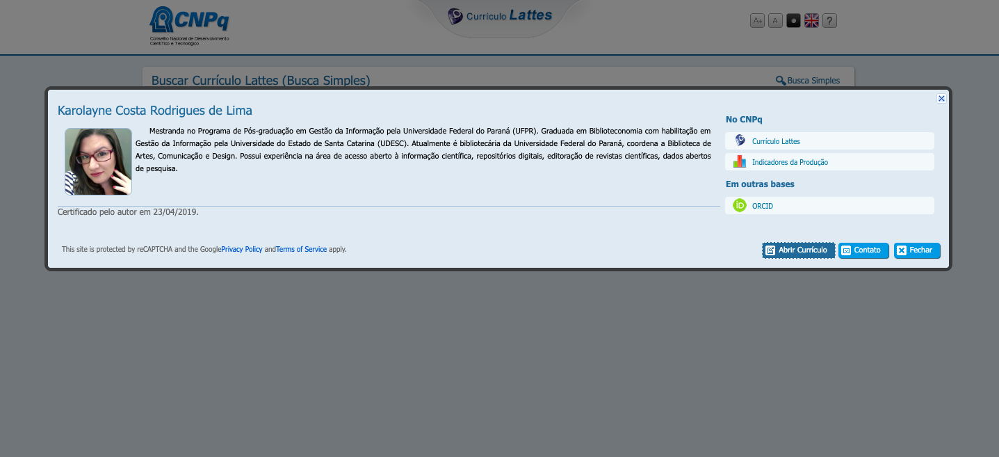 CNPq
Conselho Nacional de Desenvolvimento
Científico e Tecnológico
Currículo Lattes
A+ A ?
Buscar Currículo Lattes (Busca Simples)
Busca Simples
Karolayne Costa Rodrigues de Lima
Mestranda no Programa de Pós-graduação em Gestão da Informação pela Universidade Federal do Paraná (UFPR). Graduada em Biblioteconomia com habilitação em
Gestão da Informação pela Universidade do Estado de Santa Catarina (UDESC). Atualmente é bibliotecária da Universidade Federal do Paraná, coordena a Biblioteca de
Artes, Comunicação e Design. Possui experiência na área de acesso aberto à informação científica, repositórios digitais, editoração de revistas científicas, dados abertos
de pesquisa.
Certificado pelo autor em 23/04/2019.
No CNPq
Currículo Lattes
Indicadores da Produção
Em outras bases
iD ORCID
This site is protected by reCAPTCHA and the GooglePrivacy Policy andTerms of Service apply.
Abrir Currículo Contato Fechar